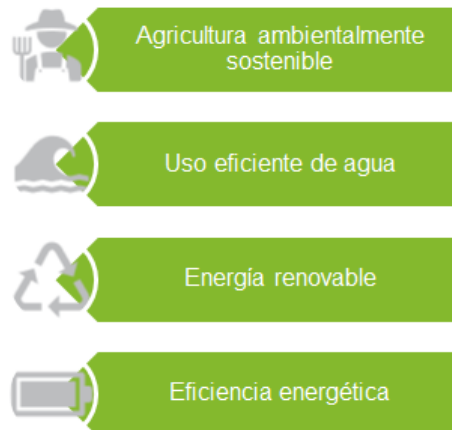 Agricultura ambientalmente
sostenible
Uso eficiente de agua
Energía renovable
Eficiencia energética